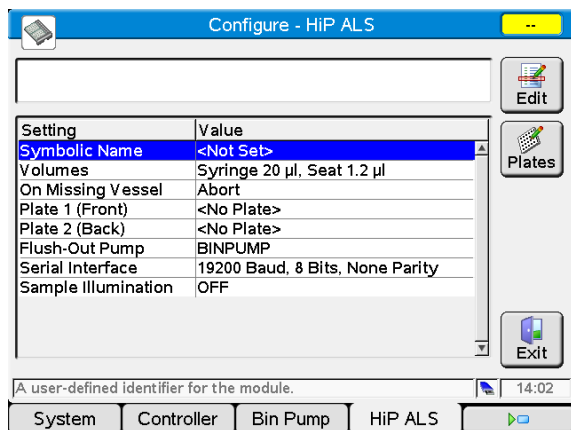 Configure - HiP ALS
--
Edit
Setting Value
Symbolic Name <Not Set>
Volumes Syringe 20 µl, Seat 1.2 µl
On Missing Vessel Abort
Plate 1 (Front) <No Plate>
Plate 2 (Back) <No Plate>
Flush-Out Pump BINPUMP
Serial Interface 19200 Baud, 8 Bits, None Parity
Sample Illumination OFF
Plates
Exit
A user-defined identifier for the module. 14:02
System Controller Bin Pump HiP ALS